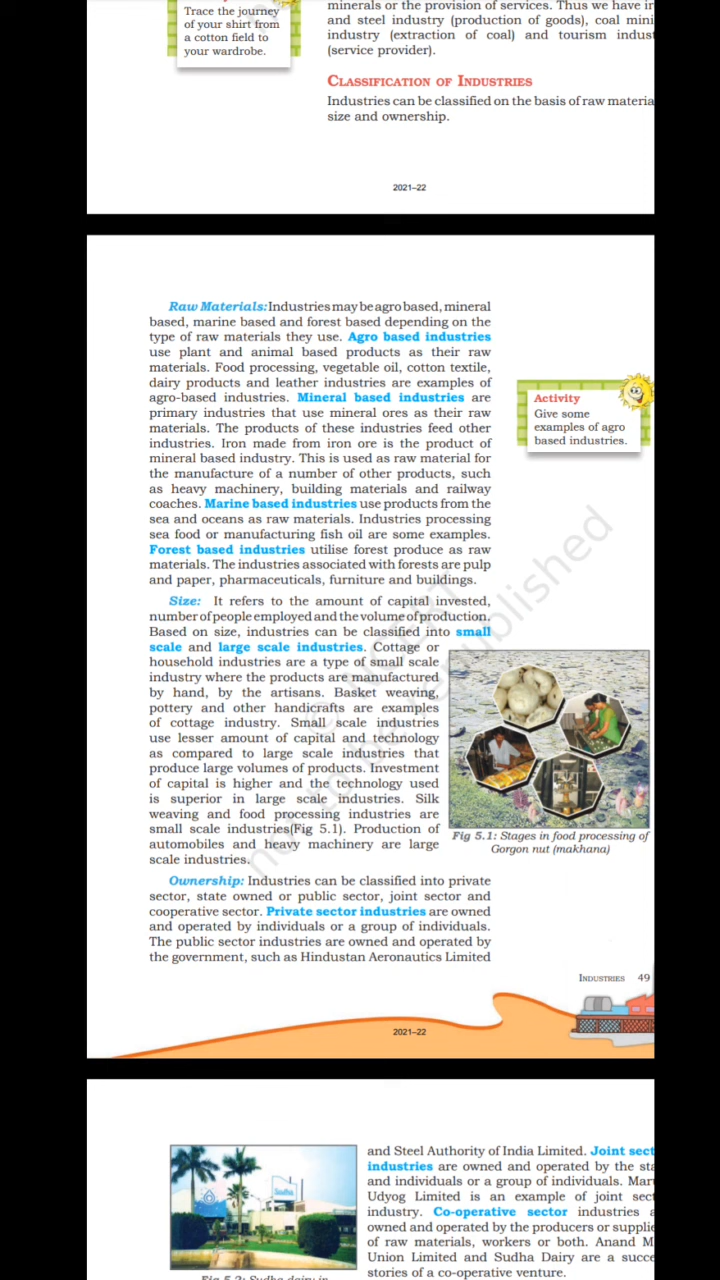 Trace the journey
of your shirt from
a cotton field to
your wardrobe.
minerals or the provision of services. Thus we have
and steel industry (production of goods), coal
industry (extraction of coal) and tourism
(service provider).
CLASSIFICATION OF INDUSTRIES
Industries can be classified on the basis of raw
size and ownership.
2021–22
Raw Materials: Industries may be agro based, mineral
based, marine based and forest based depending on the
type of raw materials they use. Agro based industries
use plant and animal based products as their raw
materials. Food processing, vegetable oil, cotton textile,
dairy products and leather industries are examples of
agro-based industries. Mineral based industries are
primary industries that use mineral ores as their raw
materials. The products of these industries feed other
industries. Iron made from iron ore is the product of
mineral based industry. This is used as raw material for
the manufacture of a number of other products, such
as heavy machinery, building materials and railway
coaches. Marine based industries use products from the
sea and oceans as raw materials. Industries processing
sea food or manufacturing fish oil are some examples.
Forest based industries utilise forest produce as raw
materials. The industries associated with forests are pulp
and paper, pharmaceuticals, furniture and buildings.
Activity
Give some
examples of agro
based industries.
Size: It refers to the amount of capital invested,
number of people employed and the volume of production.
Based on size, industries can be classified into small
scale and large scale industries. Cottage or
household industries are a type of small scale
industry where the products are manufactured
by hand, by the artisans. Basket weaving,
pottery and other handicrafts are examples
of cottage industry. Small scale industries
use lesser amount of capital and technology
as compared to large scale industries that
produce large volumes of products. Investment
of capital is higher and the technology used
is superior in large scale industries. Silk
weaving and food processing industries are
small scale industries(Fig 5.1). Production of
automobiles and heavy machinery are large
scale industries.
Fig 5.1: Stages in food processing of
Gorgon nut (makhana)
Ownership: Industries can be classified into private
sector, state owned or public sector, joint sector and
cooperative sector. Private sector industries are owned
and operated by individuals or a group of individuals.
The public sector industries are owned and operated by
the government, such as Hindustan Aeronautics Limited
© NCERT
not to be republished
INDUSTRIES 49
2021–22
Sudha
and Steel Authority of India Limited. Joint
industries are owned and operated by the
and individuals or a group of individuals.
Udyog Limited is an example of joint
industry. Co-operative sector industries
owned and operated by the producers or
of raw materials, workers or both. Anand
Union Limited and Sudha Dairy are a
stories of a co-operative venture.
Fig 5.2: Sudha dairy in